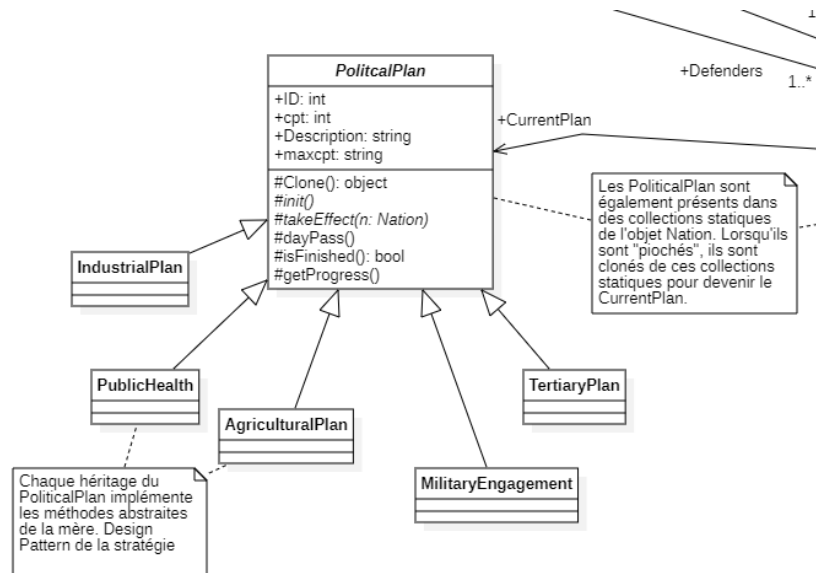 1
+Defenders
1..*
PolitcalPlan
+ID: int
+cpt: int
+Description: string
+maxcpt: string
#Clone(): object
#init()
#takeEffect(n: Nation)
#dayPass()
#isFinished(): bool
#getProgress()
+CurrentPlan
Les PoliticalPlan sont
également présents dans
des collections statiques
de l'objet Nation. Lorsqu'ils
sont "piochés", ils sont
clonés de ces collections
statiques pour devenir le
CurrentPlan.
IndustrialPlan
PublicHealth
AgriculturalPlan
TertiaryPlan
MilitaryEngagement
Chaque héritage du
PoliticalPlan implémente
les méthodes abstraites
de la mère. Design
Pattern de la stratégie